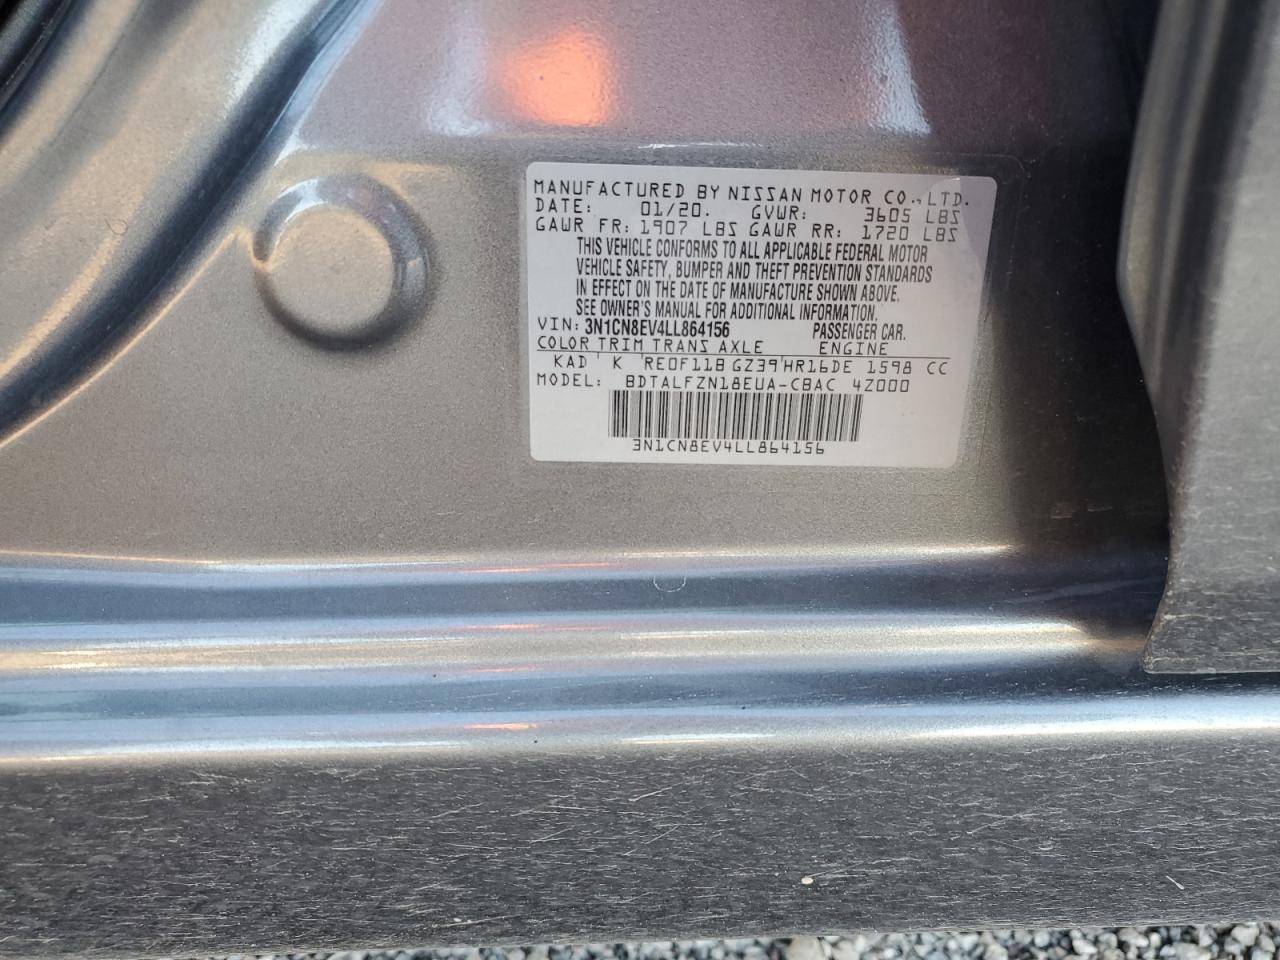 MANUFACTURED BY NISSAN MOTOR CO., LTD.
DATE: 01/20. GVWR: 3605 LBS
GAWR FR: 1907 LBS GAWR RR: 1720 LBS
THIS VEHICLE CONFORMS TO ALL APPLICABLE FEDERAL MOTOR
VEHICLE SAFETY, BUMPER AND THEFT PREVENTION STANDARDS
IN EFFECT ON THE DATE OF MANUFACTURE SHOWN ABOVE.
SEE OWNER'S MANUAL FOR ADDITIONAL INFORMATION.
VIN: 3N1CN8EV4LL864156 PASSENGER CAR.
COLOR TRIM TRANS AXLE ENGINE
KAD ' K ' RE0F11B GZ39'HR16DE 1598 CC
MODEL: BDTALFZN18EUA-CBAC 4Z000
3N1CN8EV4LL864156